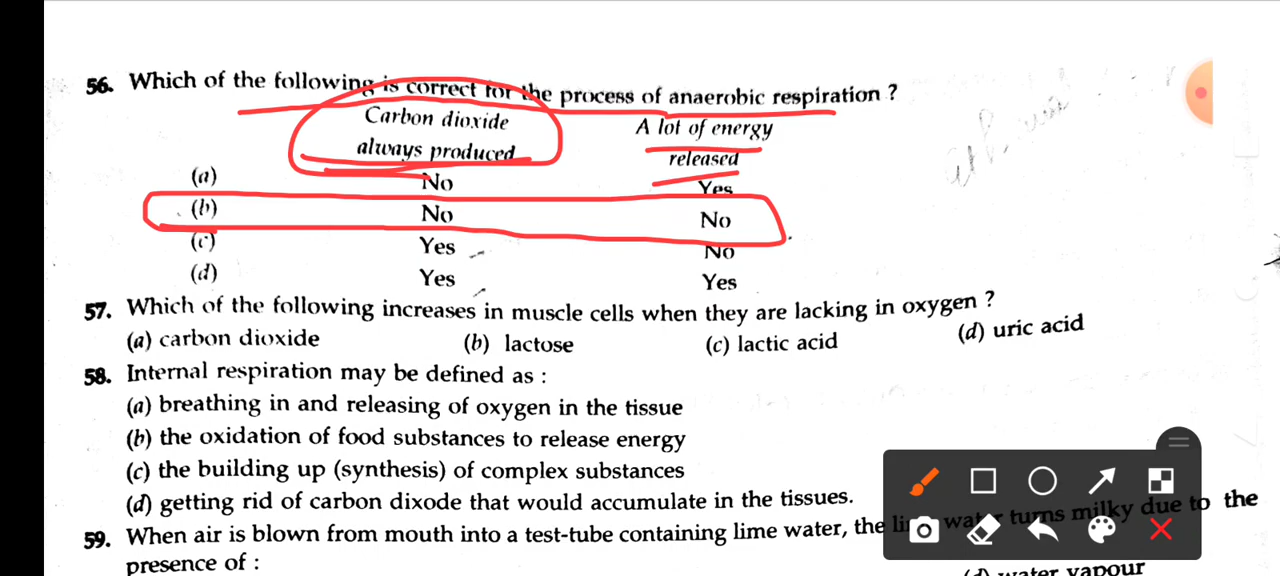 56. Which of the following is correct for the process of anaerobic respiration ?
Carbon dioxide always produced A lot of energy released
(a) No Yes
(b) No No
(c) Yes No
(d) Yes Yes
57. Which of the following increases in muscle cells when they are lacking in oxygen ?
(a) carbon dioxide (b) lactose (c) lactic acid (d) uric acid
58. Internal respiration may be defined as :
(a) breathing in and releasing of oxygen in the tissue
(b) the oxidation of food substances to release energy
(c) the building up (synthesis) of complex substances
(d) getting rid of carbon dixode that would accumulate in the tissues.
59. When air is blown from mouth into a test-tube containing lime water, the lime water turns milky due to the
presence of :
(d) water vapour